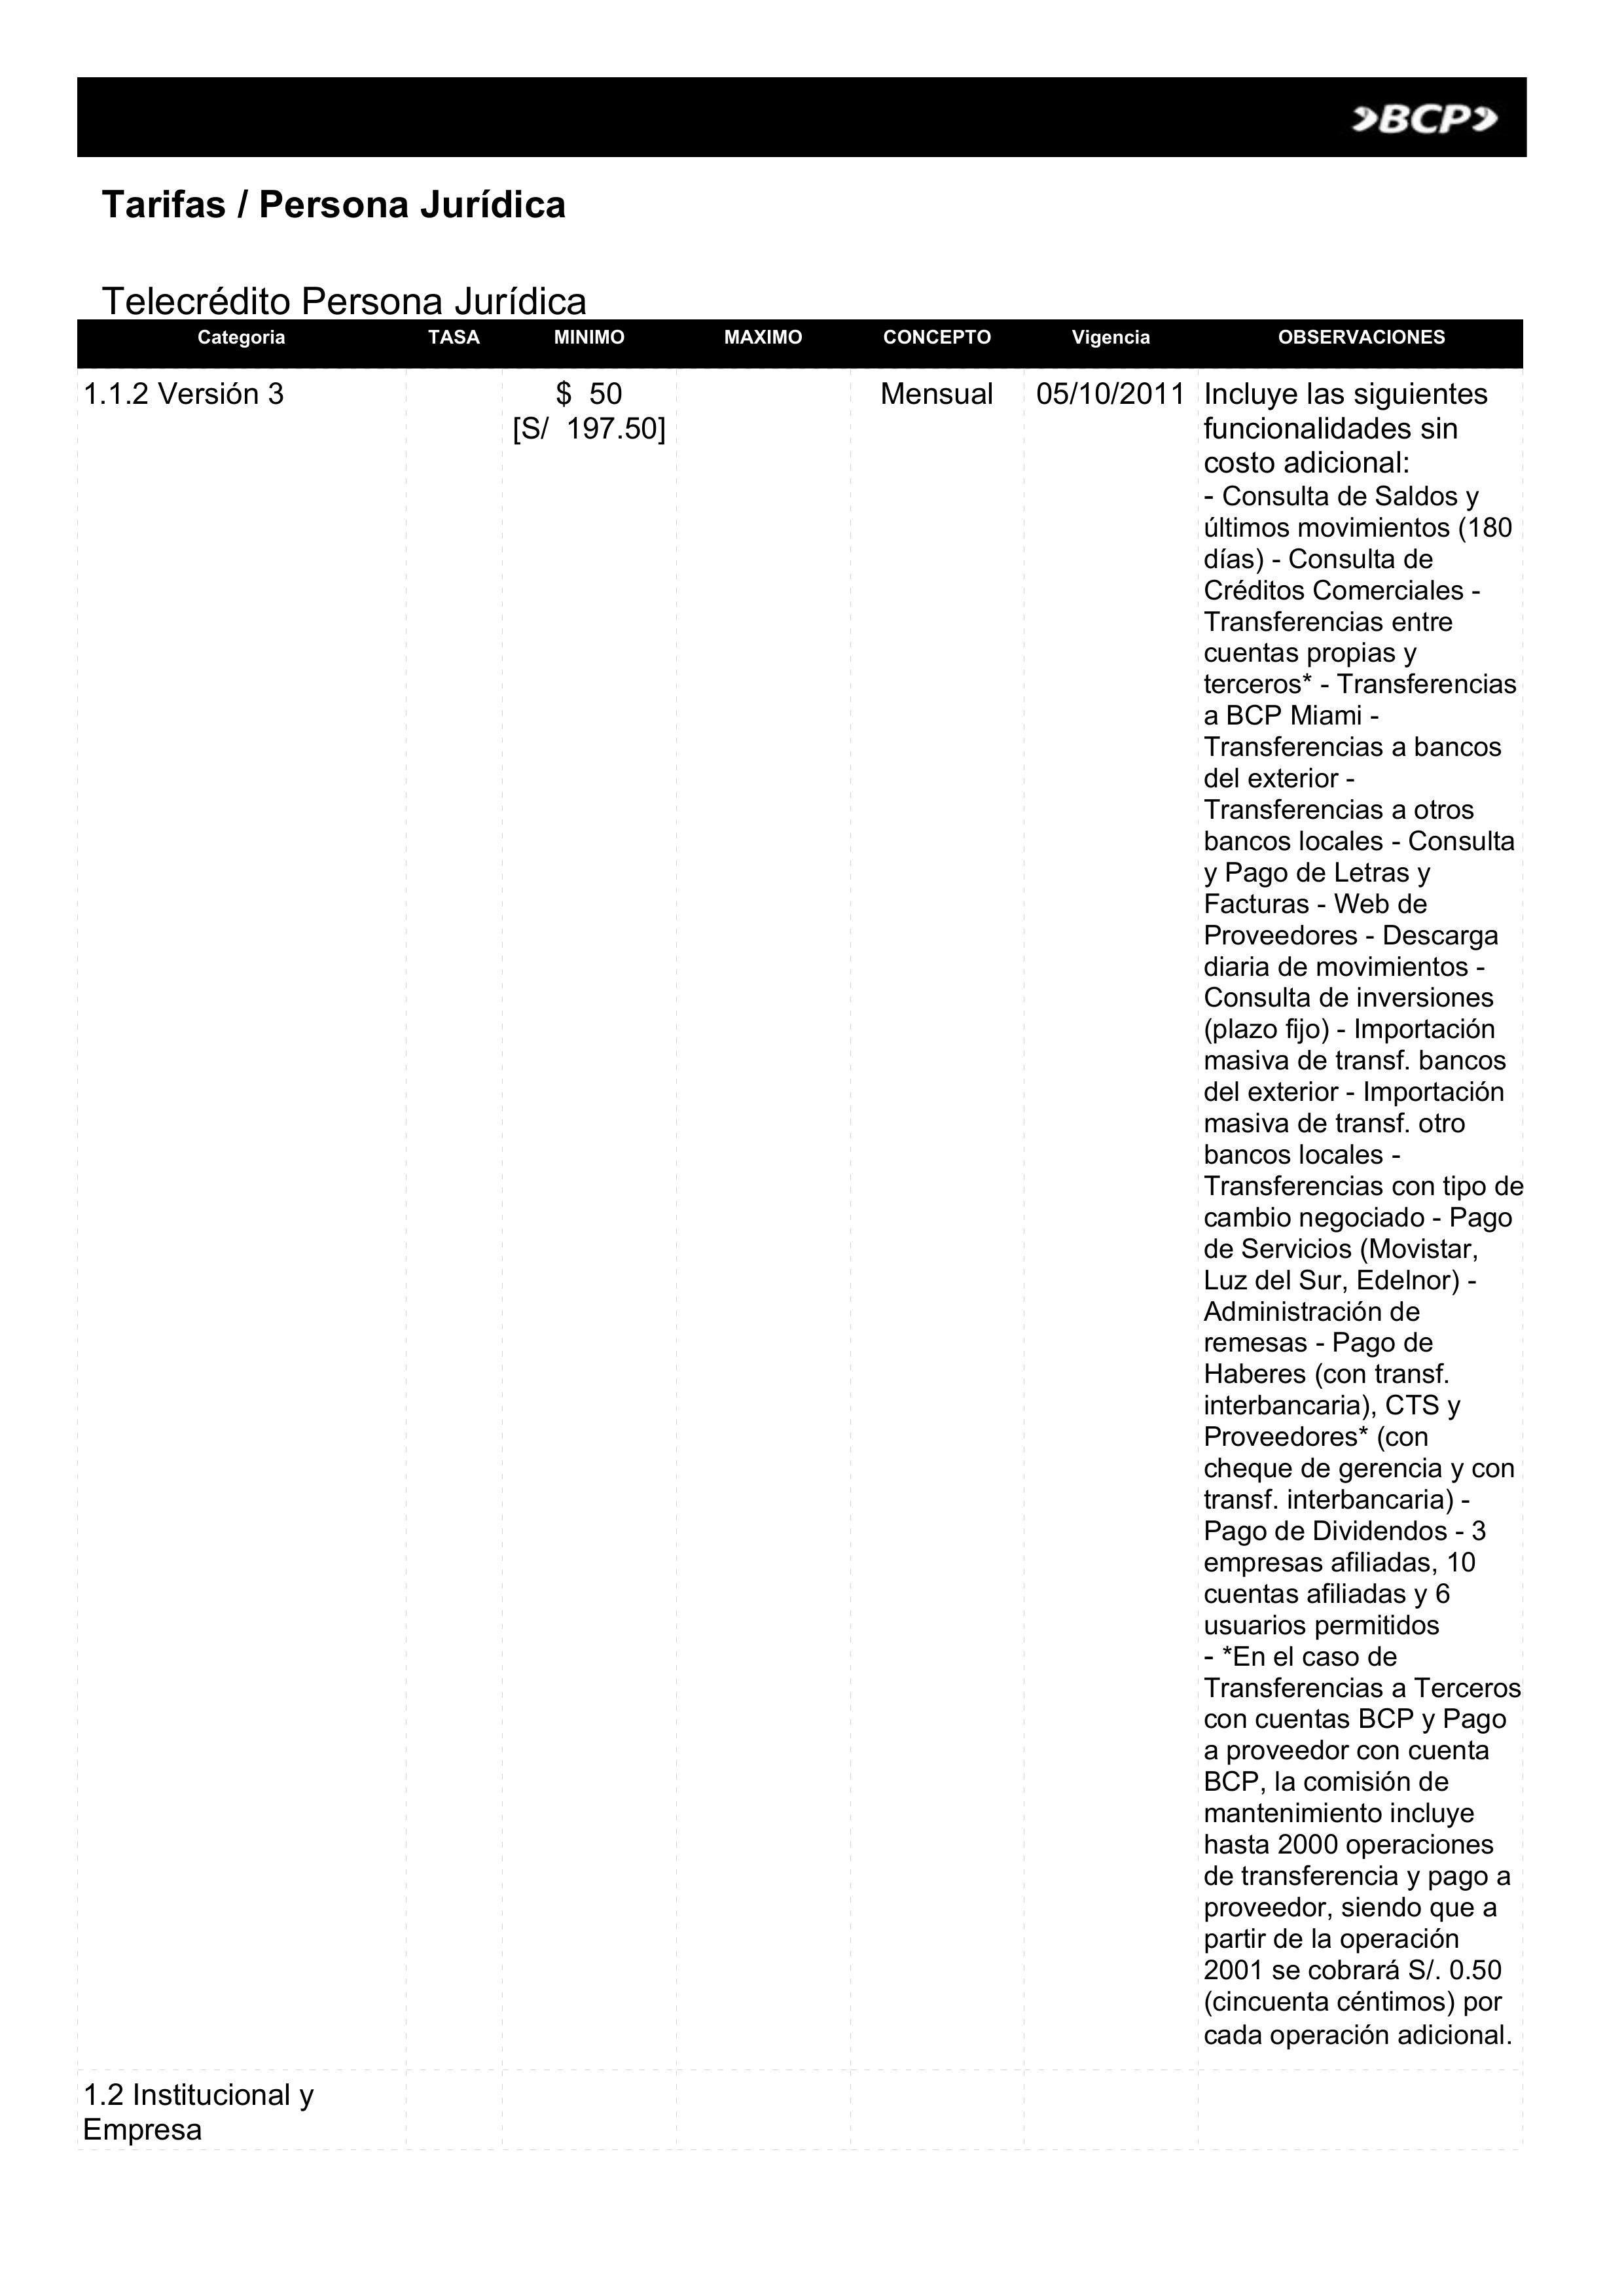 BCP
Tarifas / Persona Jurídica
Telecrédito Persona Jurídica
Categoria TASA MINIMO MAXIMO CONCEPTO Vigencia OBSERVACIONES
1.1.2 Versión 3 $ 50 Mensual 05/10/2011 Incluye las siguientes
[S/ 197.50] funcionalidades sin
costo adicional:
- Consulta de Saldos y
últimos movimientos (180
días) - Consulta de
Créditos Comerciales -
Transferencias entre
cuentas propias y
terceros* - Transferencias
a BCP Miami -
Transferencias a bancos
del exterior -
Transferencias a otros
bancos locales - Consulta
y Pago de Letras y
Facturas - Web de
Proveedores - Descarga
diaria de movimientos -
Consulta de inversiones
(plazo fijo) - Importación
masiva de transf. bancos
del exterior - Importación
masiva de transf. otro
bancos locales -
Transferencias con tipo de
cambio negociado - Pago
de Servicios (Movistar,
Luz del Sur, Edelnor) -
Administración de
remesas - Pago de
Haberes (con transf.
interbancaria), CTS y
Proveedores* (con
cheque de gerencia y con
transf. interbancaria) -
Pago de Dividendos - 3
empresas afiliadas, 10
cuentas afiliadas y 6
usuarios permitidos
- *En el caso de
Transferencias a Terceros
con cuentas BCP y Pago
a proveedor con cuenta
BCP, la comisión de
mantenimiento incluye
hasta 2000 operaciones
de transferencia y pago a
proveedor, siendo que a
partir de la operación
2001 se cobrará S/. 0.50
(cincuenta céntimos) por
cada operación adicional.
1.2 Institucional y
Empresa